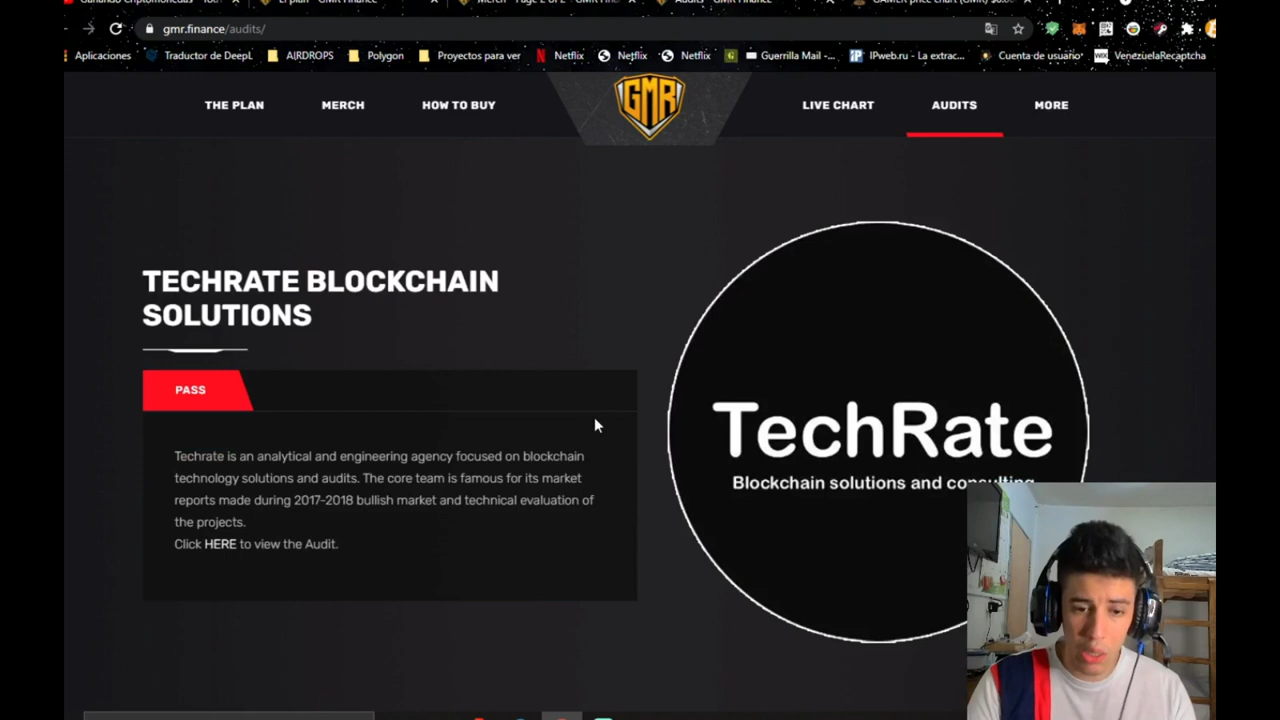 gmr.finance/audits/
Aplicaciones
Traductor de DeepL
AIRDROPS
Polygon
Proyectos para ver
Netflix
Netflix
Netflix
Guerrilla Mail -...
IPweb.ru - La extrac...
Cuenta de usuario
VenezuelaRecaptcha
THE PLAN
MERCH
HOW TO BUY
GMR
LIVE CHART
AUDITS
MORE
TECHRATE BLOCKCHAIN
SOLUTIONS
PASS
Techrate is an analytical and engineering agency focused on blockchain
technology solutions and audits. The core team is famous for its market
reports made during 2017-2018 bullish market and technical evaluation of
the projects.
Click HERE to view the Audit.
TechRate
Blockchain solutions and consulting